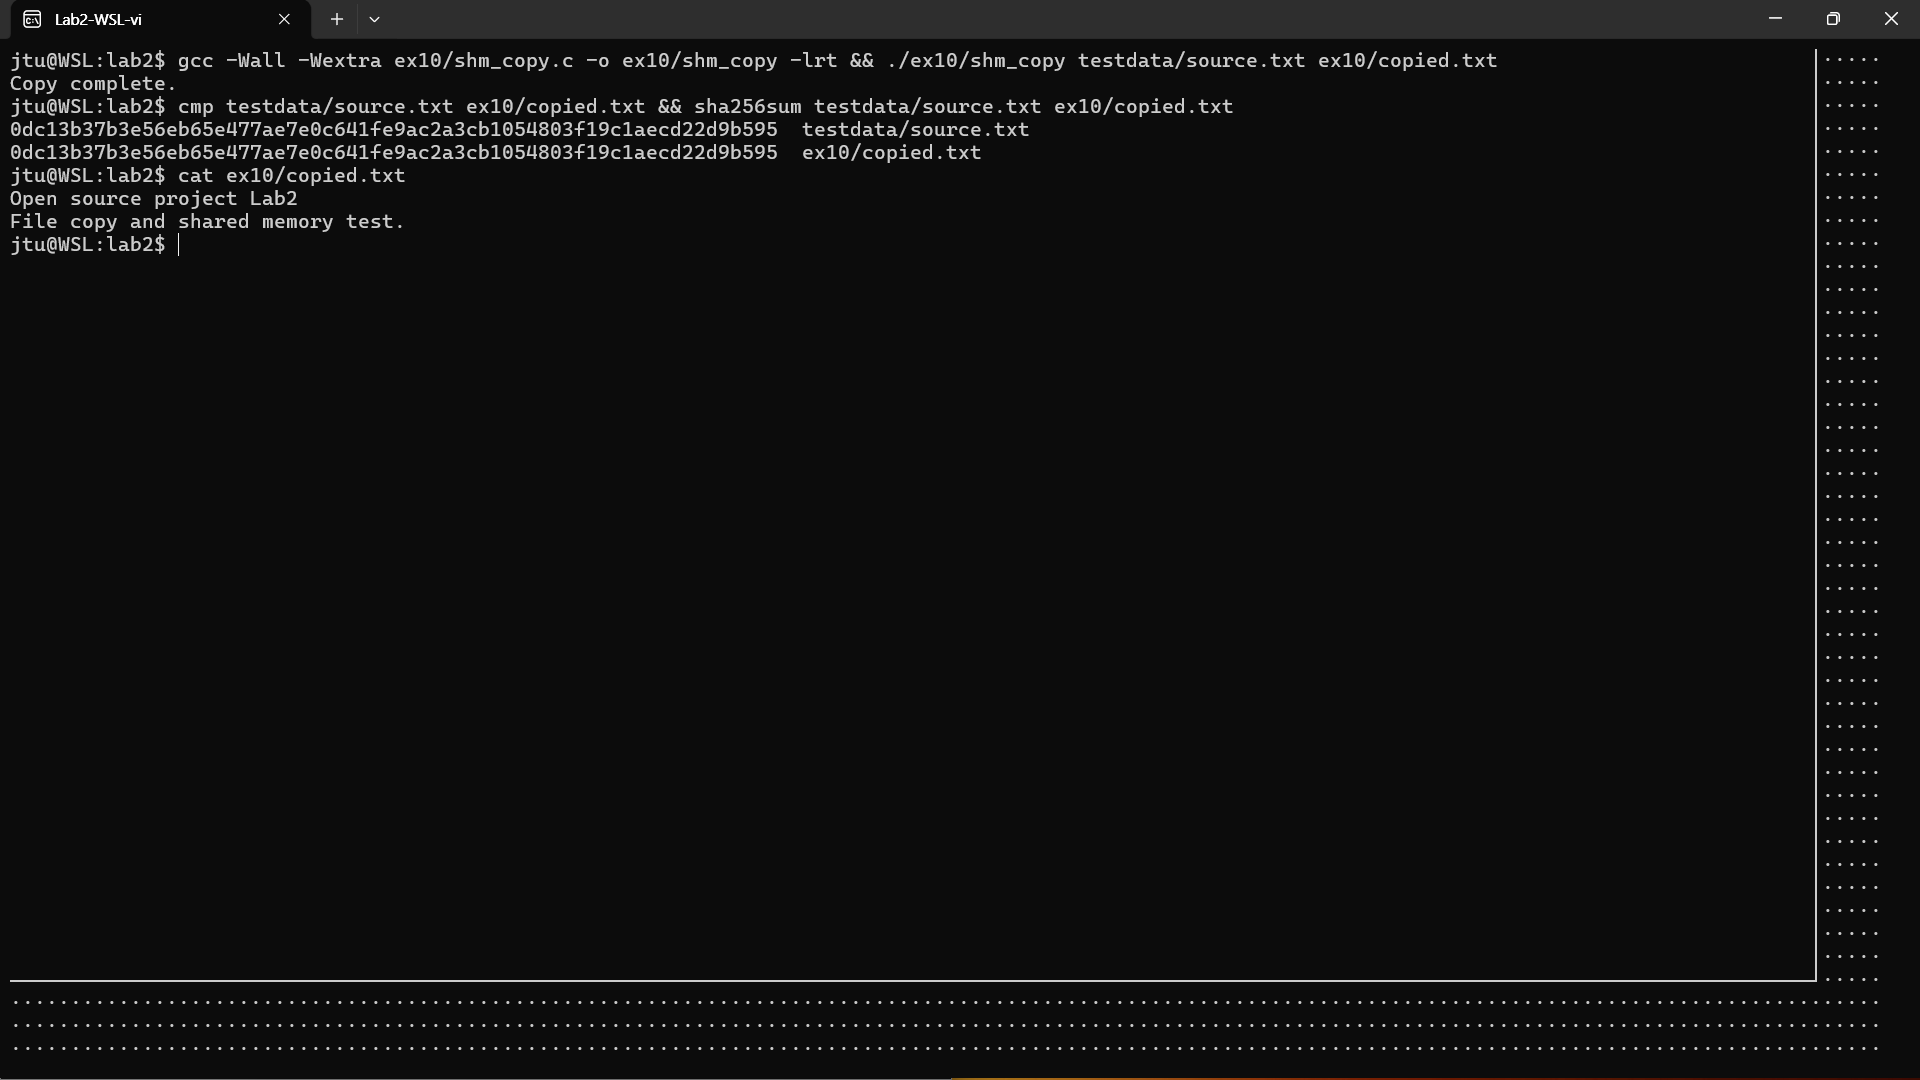 Lab2-WSL-vi
jtu@WSL:lab2$ gcc -Wall -Wextra ex10/shm_copy.c -o ex10/shm_copy -lrt && ./ex10/shm_copy testdata/source.txt ex10/copied.txt
Copy complete.
jtu@WSL:lab2$ cmp testdata/source.txt ex10/copied.txt && sha256sum testdata/source.txt ex10/copied.txt
0dc13b37b3e56eb65e477ae7e0c641fe9ac2a3cb1054803f19c1aecd22d9b595  testdata/source.txt
0dc13b37b3e56eb65e477ae7e0c641fe9ac2a3cb1054803f19c1aecd22d9b595  ex10/copied.txt
jtu@WSL:lab2$ cat ex10/copied.txt
Open source project Lab2
File copy and shared memory test.
jtu@WSL:lab2$